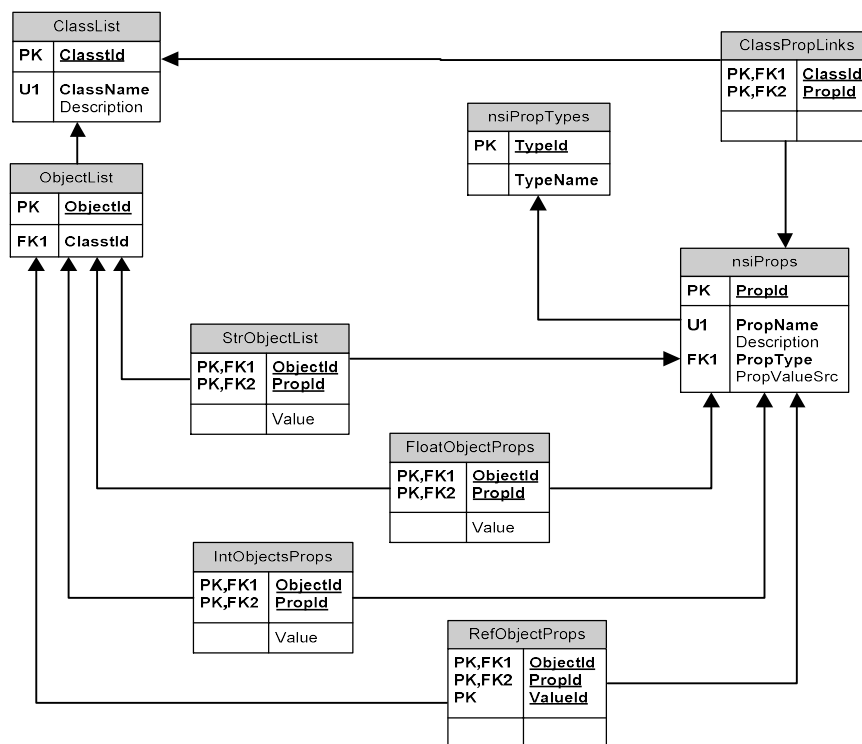 ClassList
PK ClasstId
U1 ClassName
Description
ClassPropLinks
PK,FK1 ClassId
PK,FK2 PropId
nsiPropTypes
PK TypeId
TypeName
ObjectList
PK ObjectId
FK1 ClasstId
nsiProps
PK PropId
U1 PropName
Description
FK1 PropType
PropValueSrc
StrObjectList
PK,FK1 ObjectId
PK,FK2 PropId
Value
FloatObjectProps
PK,FK1 ObjectId
PK,FK2 PropId
Value
IntObjectsProps
PK,FK1 ObjectId
PK,FK2 PropId
Value
RefObjectProps
PK,FK1 ObjectId
PK,FK2 PropId
PK ValueId